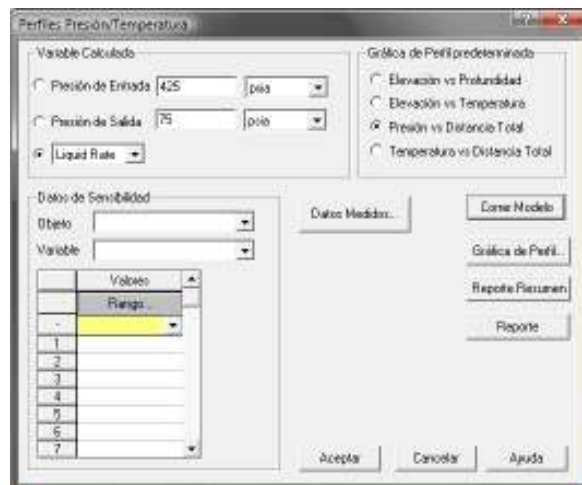 Perfiles Presión/Temperatura
Variable Calculada
Presión de Entrada 425 psia
Presión de Salida 75 psia
Liquid Rate
Gráfica de Perfil predeterminada
Elevación vs Profundidad
Elevación vs Temperatura
Presión vs Distancia Total
Temperatura vs Distancia Total
Datos de Sensibilidad
Objeto
Variable
Valores
Rango...
-
1
2
3
4
5
6
7
Datos Medidos...
Correr Modelo
Gráfica de Perfil...
Reporte Resumen
Reporte
Aceptar
Cancelar
Ayuda